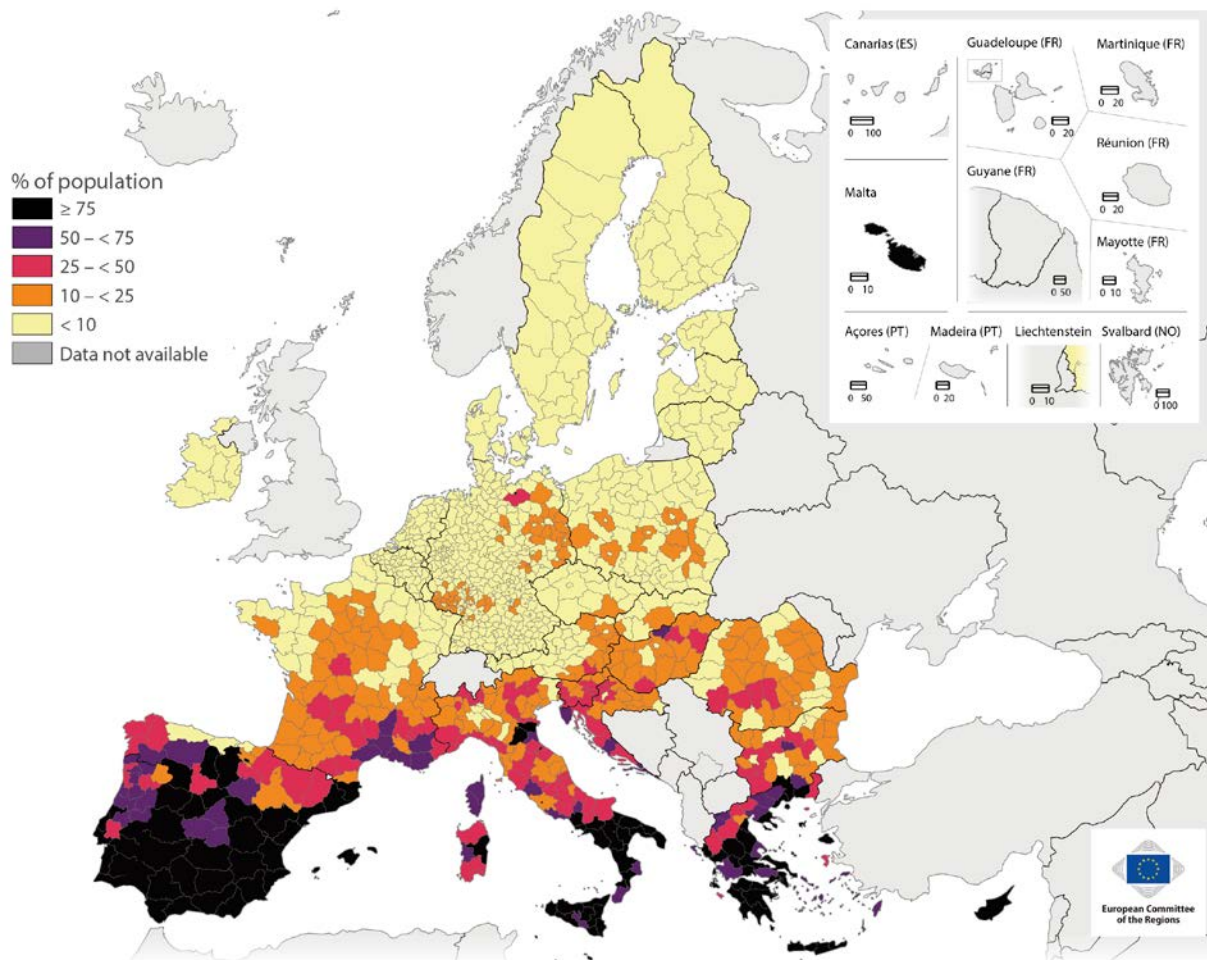 % of population
≥ 75
50 – < 75
25 – < 50
10 – < 25
< 10
Data not available
Canarias (ES)
0 100
Guadeloupe (FR)
0 20
Martinique (FR)
0 20
Réunion (FR)
0 20
Malta
0 10
Guyane (FR)
0 50
Mayotte (FR)
0 10
Açores (PT)
0 50
Madeira (PT)
0 20
Liechtenstein
0 10
Svalbard (NO)
0 100
European Committee
of the Regions